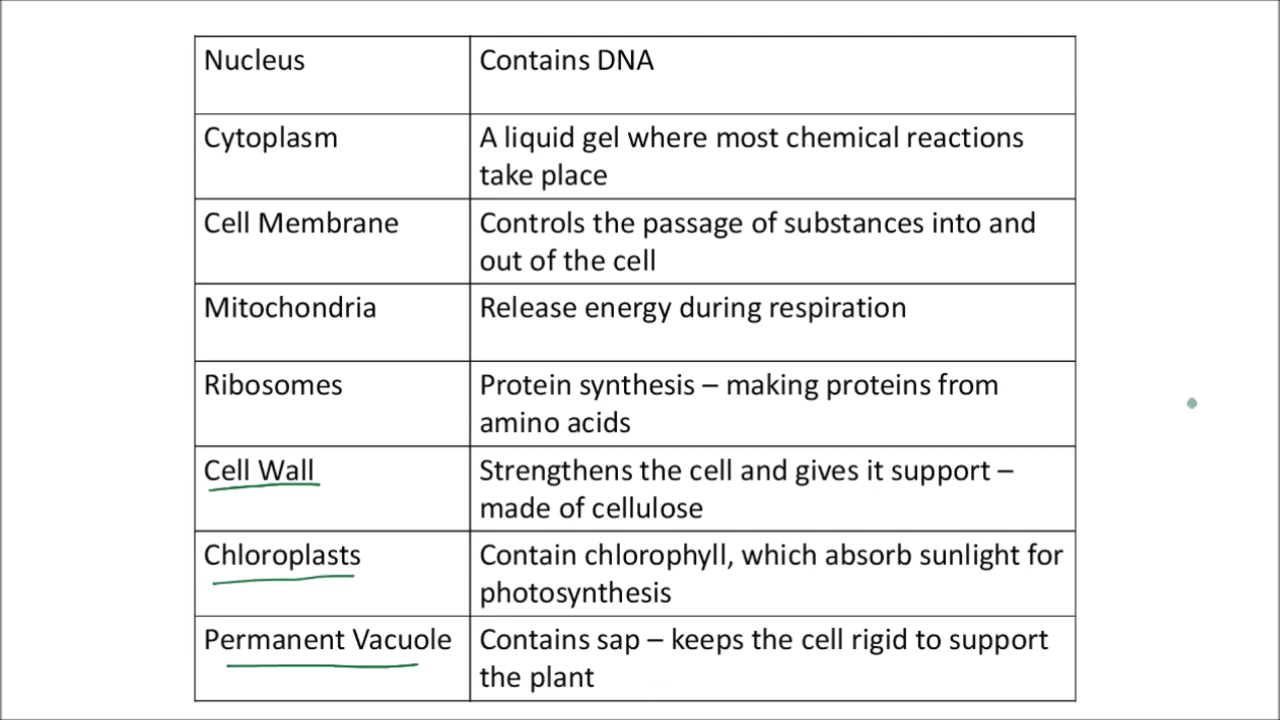 Nucleus
Contains DNA
Cytoplasm
A liquid gel where most chemical reactions
take place
Cell Membrane
Controls the passage of substances into and
out of the cell
Mitochondria
Release energy during respiration
Ribosomes
Protein synthesis – making proteins from
amino acids
Cell Wall
Strengthens the cell and gives it support –
made of cellulose
Chloroplasts
Contain chlorophyll, which absorb sunlight for
photosynthesis
Permanent Vacuole
Contains sap – keeps the cell rigid to support
the plant